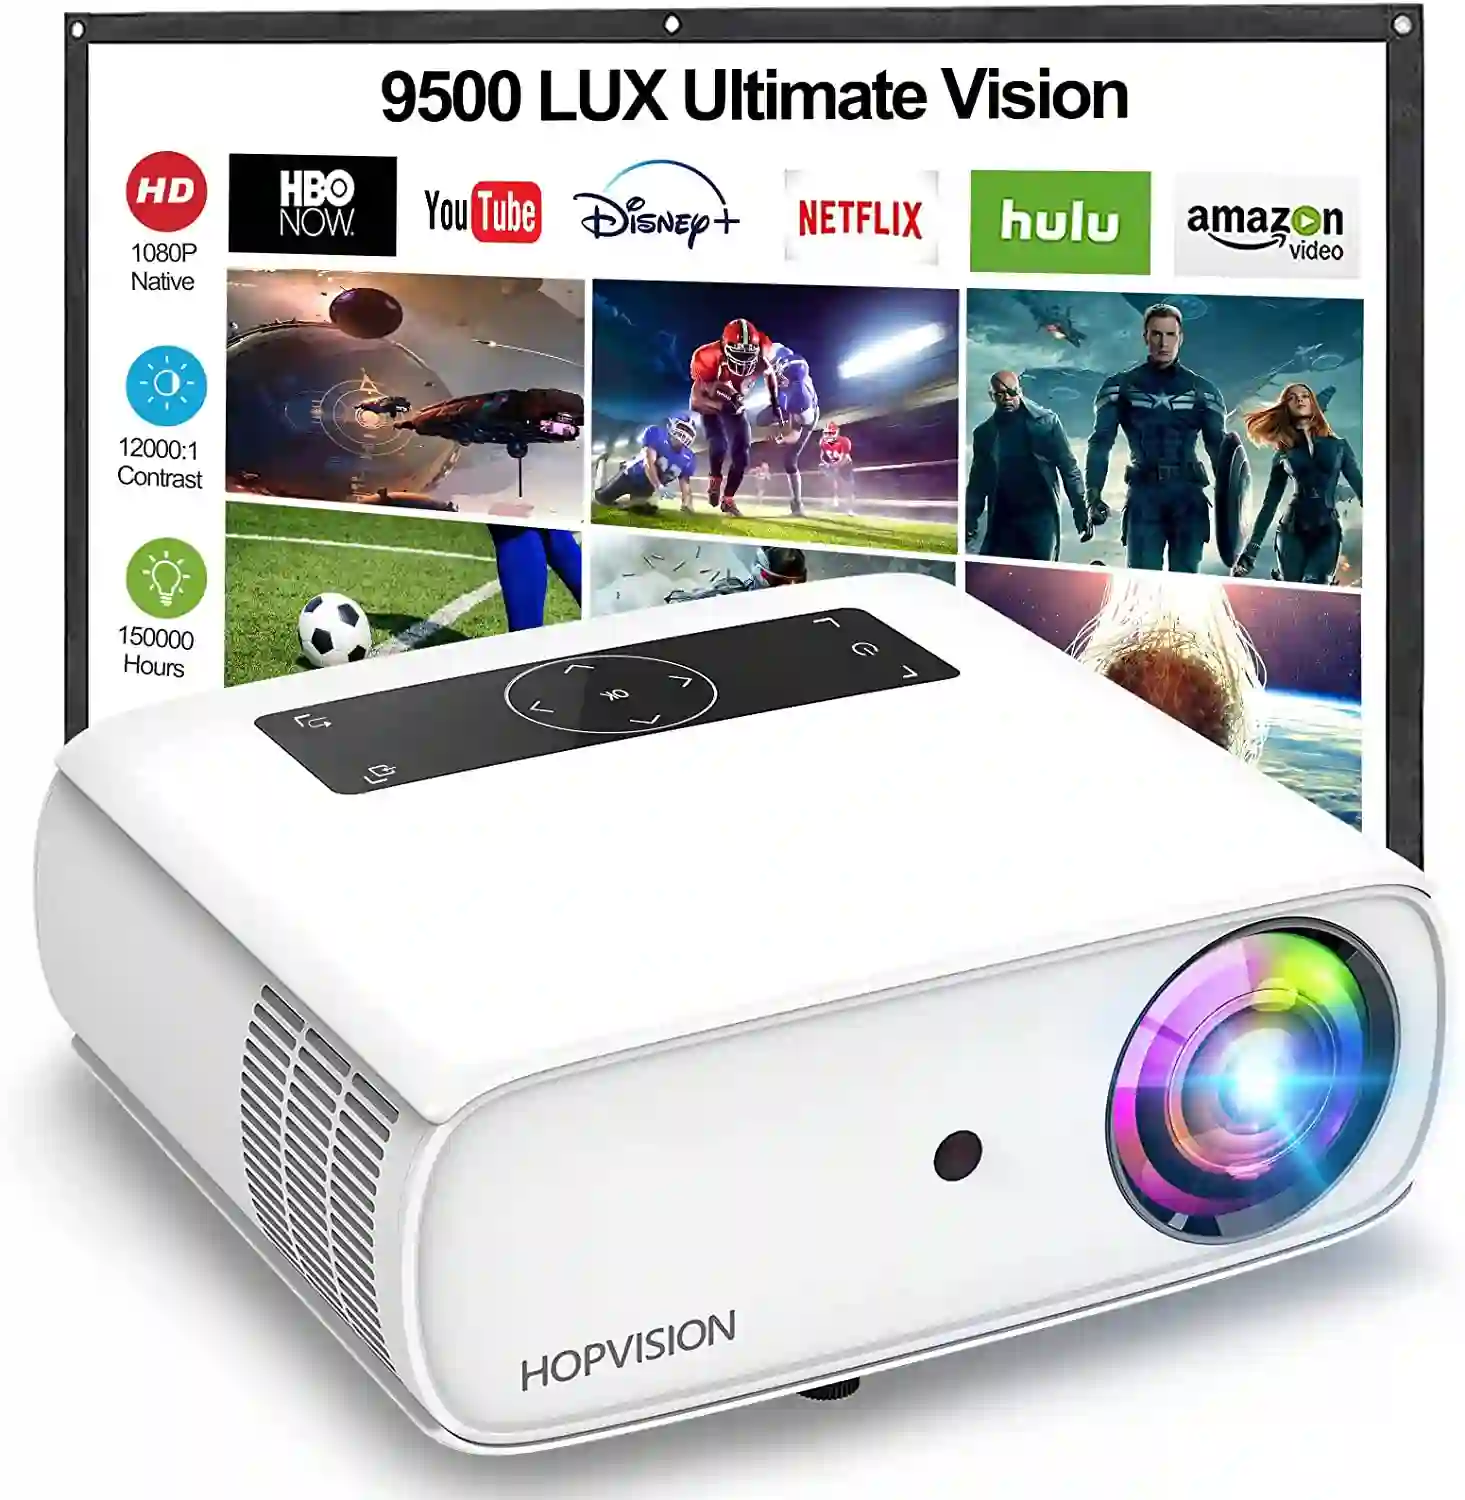 9500 LUX Ultimate Vision
HD
1080P
Native
HBO
NOW.
YouTube
Disney+
NETFLIX
hulu
amazon
video
12000:1
Contrast
150000
Hours
OK
HOPVISION